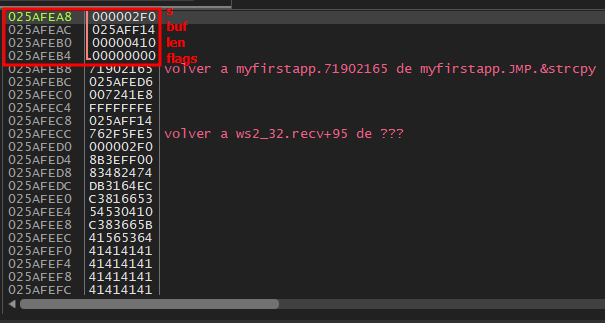 025AFEA8 000002F0 s
025AFEAC 025AFF14 buf
025AFEB0 00000410 len
025AFEB4 00000000 flags
025AFEB8 71902165 volver a myfirstapp.71902165 de myfirstapp.JMP.&strcpy
025AFEBC 025AFED6
025AFEC0 007241E8
025AFEC4 FFFFFFFE
025AFEC8 025AFF14
025AFECC 762F5FE5 volver a ws2_32.recv+95 de ???
025AFED0 000002F0
025AFED4 8B3EFF00
025AFED8 83482474
025AFEDC DB3164EC
025AFEE0 C3816653
025AFEE4 54530410
025AFEE8 C383665B
025AFEEC 41565364
025AFEF0 41414141
025AFEF4 41414141
025AFEF8 41414141
025AFEFC 41414141